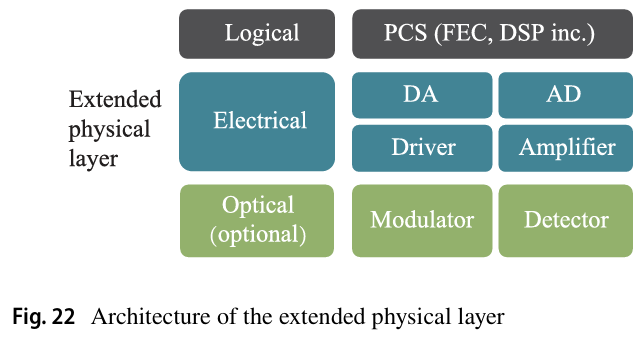 Logical
PCS (FEC, DSP inc.)
Extended
physical
layer
Electrical
DA
AD
Driver
Amplifier
Optical
(optional)
Modulator
Detector
Fig. 22 Architecture of the extended physical layer